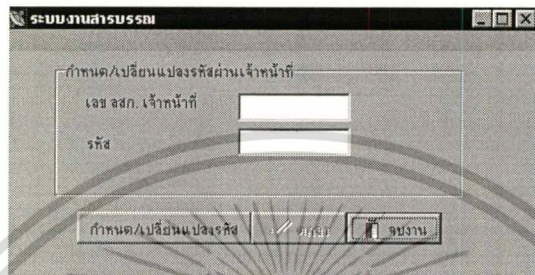 ระบบงานสารบรรณ
กำหนด/เปลี่ยนแปลงรหัสผ่านเจ้าหน้าที่
เลข ลสก. เจ้าหน้าที่
รหัส
กำหนด/เปลี่ยนแปลงรหัส
จบงาน